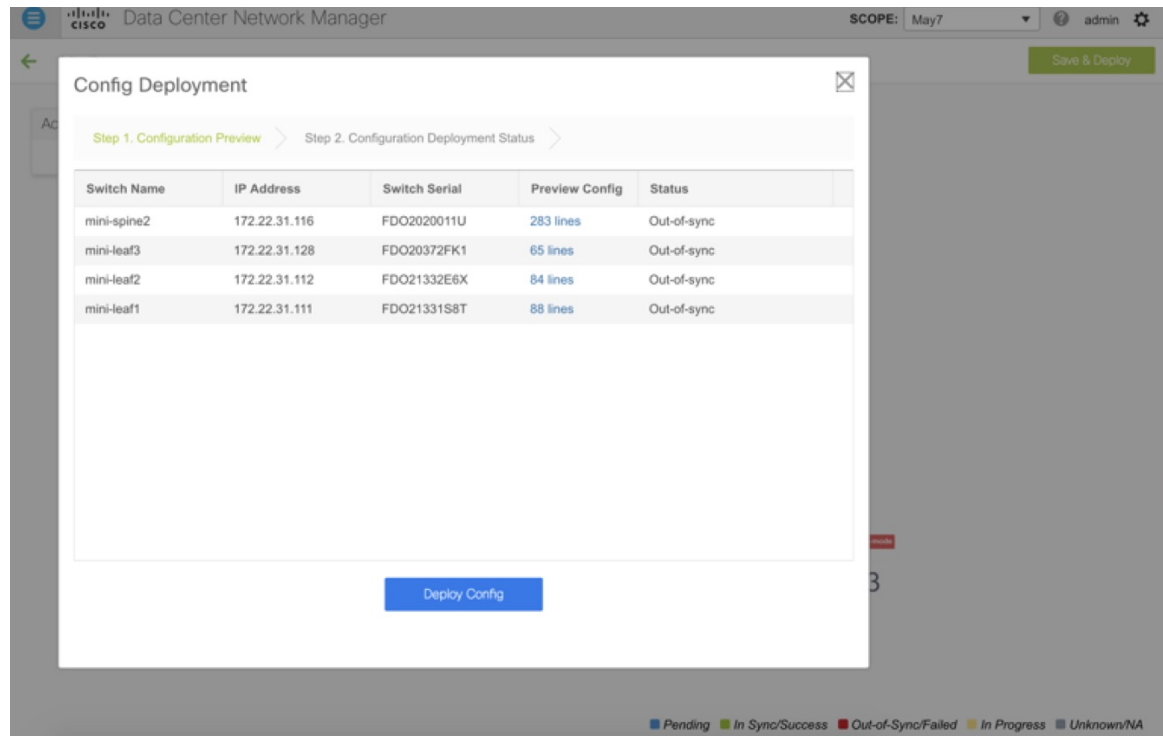 cisco Data Center Network Manager SCOPE: May7 admin
Save & Deploy
Config Deployment
Ac
Step 1. Configuration Preview Step 2. Configuration Deployment Status
Switch Name IP Address Switch Serial Preview Config Status
mini-spine2 172.22.31.116 FDO2020011U 283 lines Out-of-sync
mini-leaf3 172.22.31.128 FDO20372FK1 65 lines Out-of-sync
mini-leaf2 172.22.31.112 FDO21332E6X 84 lines Out-of-sync
mini-leaf1 172.22.31.111 FDO21331S8T 88 lines Out-of-sync
mode
3
Deploy Config
Pending In Sync/Success Out-of-Sync/Failed In Progress Unknown/NA